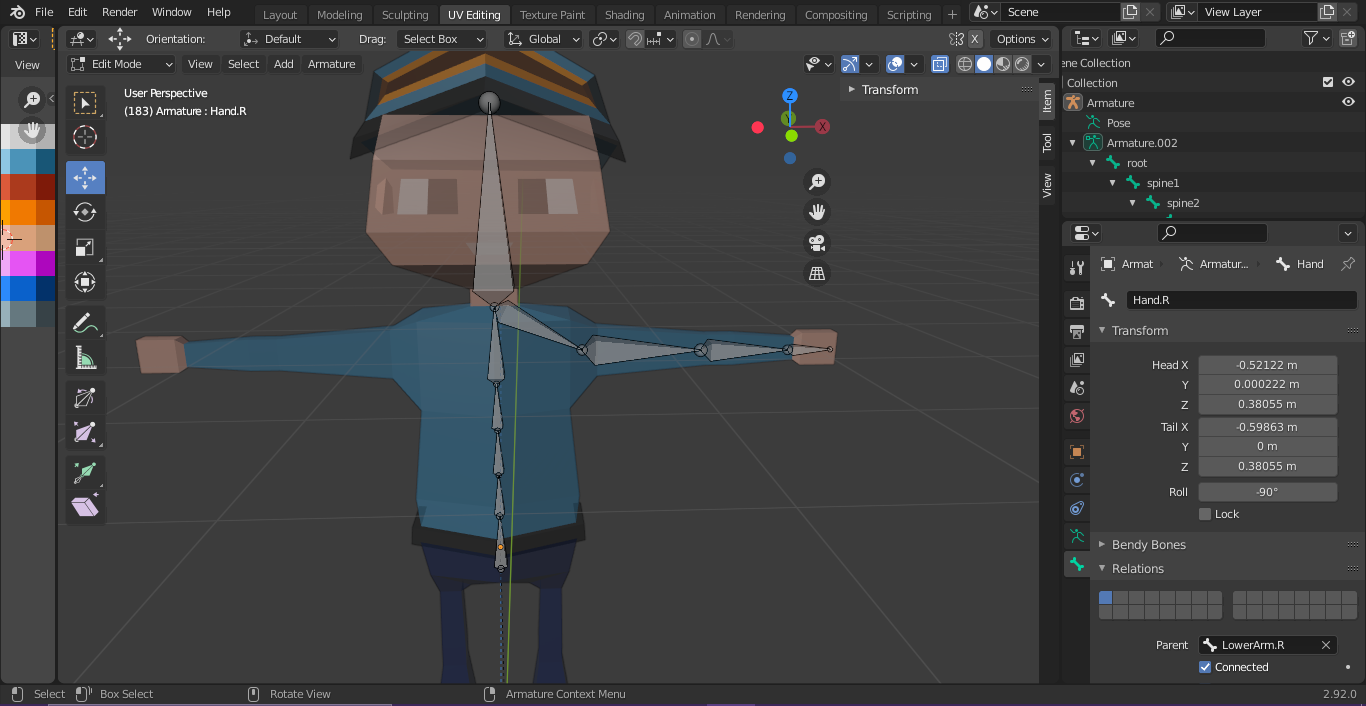 File Edit Render Window Help Layout Modeling Sculpting UV Editing Texture Paint Shading Animation Rendering Compositing Scripting + Scene View Layer
Orientation: Default Drag: Select Box Global X Options
View Edit Mode View Select Add Armature
User Perspective
(183) Armature : Hand.R
Transform
Item
Tool
View
Z
Y
X
ene Collection
Collection
Armature
Pose
Armature.002
root
spine1
spine2
Armat Armatur... Hand
Hand.R
Transform
Head X -0.52122 m
Y 0.000222 m
Z 0.38055 m
Tail X -0.59863 m
Y 0 m
Z 0.38055 m
Roll -90°
Lock
Bendy Bones
Relations
Parent LowerArm.R
Connected
Select Box Select Rotate View Armature Context Menu 2.92.0